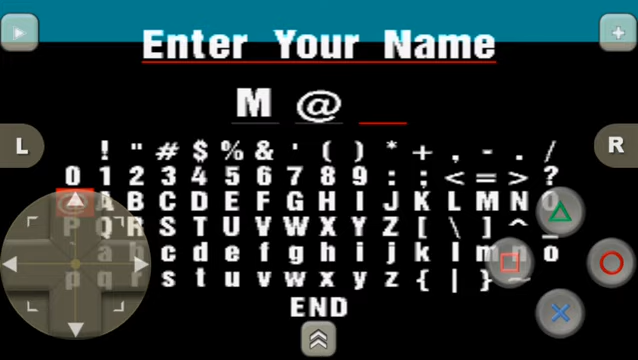 Enter Your Name
M @
L
R
! " # $ % & ' ( ) * + , - . /
0 1 2 3 4 5 6 7 8 9 : ; < = > ?
@ A B C D E F G H I J K L M N O
P Q R S T U V W X Y Z [ \ ] ^ _
a b c d e f g h i j k l m n o
p q r s t u v w x y z { | } ~
END